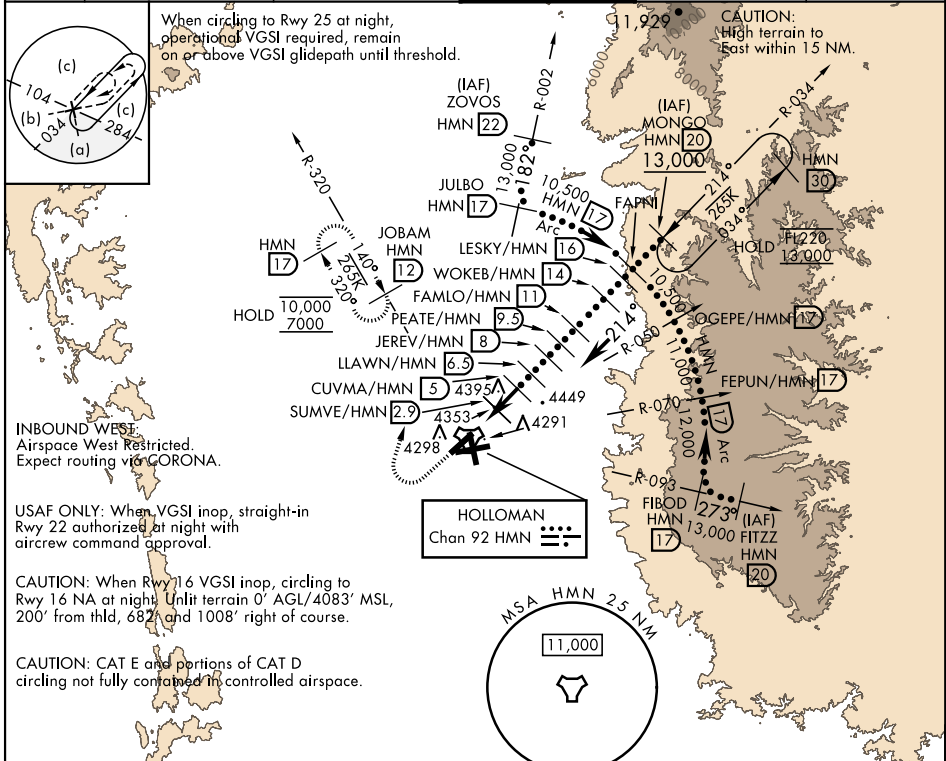 When circling to Rwy 25 at night,
operational VGSI required, remain
on or above VGSI glidepath until threshold.
11,929
10,000
8000
6000
CAUTION:
High terrain to
East within 15 NM.
(c)
104
(b)
034
(c)
284
(a)
(IAF)
ZOVOS
HMN 22
R-002
13,000
182°
(IAF)
MONGO
HMN 20
13,000
R-034
214°
265K
034°
HMN
30
HOLD FL220
13,000
R-320
JULBO
HMN 17
10,500
HMN 17
Arc
FAPNI
HMN
17
140°
265K
320°
JOBAM
HMN
12
HOLD 10,000
7000
LESKY/HMN 16
WOKEB/HMN 14
FAMLO/HMN 11
PEATE/HMN 9.5
JEREV/HMN 8
LLAWN/HMN 6.5
CUVMA/HMN 5
SUMVE/HMN 2.9
214°
R-050
10,500
HMN
11,000
OGEPE/HMN 17
FEPUN/HMN 17
R-070
17 Arc
12,000
4395
4449
4353
4291
4298
R-093
FIBOD
HMN
17
273°
13,000
(IAF)
FITZZ
HMN
20
INBOUND WEST:
Airspace West Restricted.
Expect routing via CORONA.
USAF ONLY: When VGSI inop, straight-in
Rwy 22 authorized at night with
aircrew command approval.
CAUTION: When Rwy 16 VGSI inop, circling to
Rwy 16 NA at night. Unlit terrain 0' AGL/4083' MSL,
200' from thld, 682' and 1008' right of course.
CAUTION: CAT E and portions of CAT D
circling not fully contained in controlled airspace.
HOLLOMAN
Chan 92 HMN
MSA HMN 25 NM
11,000